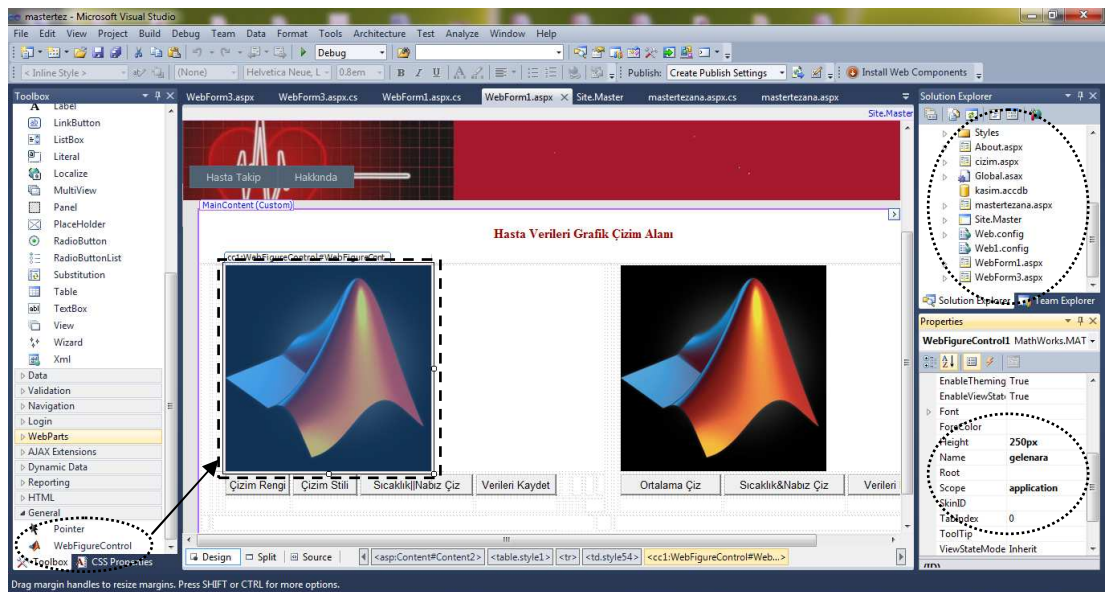 mastertez - Microsoft Visual Studio
File Edit View Project Build Debug Team Data Format Tools Architecture Test Analyze Window Help
Debug
< Inline Style > (None) Helvetica Neue, L 0.8em B I U A Publish: Create Publish Settings Install Web Components
Toolbox
Label
LinkButton
ListBox
Literal
Localize
MultiView
Panel
PlaceHolder
RadioButton
RadioButtonList
Substitution
Table
TextBox
View
Wizard
Xml
Data
Validation
Navigation
Login
WebParts
AJAX Extensions
Dynamic Data
Reporting
HTML
General
Pointer
WebFigureControl
Toolbox CSS Properties
WebForm3.aspx WebForm3.aspx.cs WebForm1.aspx.cs WebForm1.aspx Site.Master mastertezana.aspx.cs mastertezana.aspx
Site.Master
Hasta Takip Hakkında
MainContent (Custom)
Hasta Verileri Grafik Çizim Alanı
cc1:WebFigureControl#WebFigureCont
Çizim Rengi Çizim Stili Sıcaklık||Nabız Çiz Verileri Kaydet Ortalama Çiz Sıcaklık&Nabız Çiz Verileri
Design Split Source <asp:Content#Content2> <table.style1> <tr> <td.style54> <cc1:WebFigureControl#Web...>
Solution Explorer
Styles
About.aspx
cizim.aspx
Global.asax
kasim.accdb
mastertezana.aspx
Site.Master
Web.config
Web1.config
WebForm1.aspx
WebForm3.aspx
Solution Explorer Team Explorer
Properties
WebFigureControl1 MathWorks.MAT
EnableTheming True
EnableViewStat True
Font
ForeColor
Height 250px
Name gelenara
Root
Scope application
SkinID
TabIndex 0
ToolTip
ViewStateMode Inherit
(ID)
Drag margin handles to resize margins. Press SHIFT or CTRL for more options.